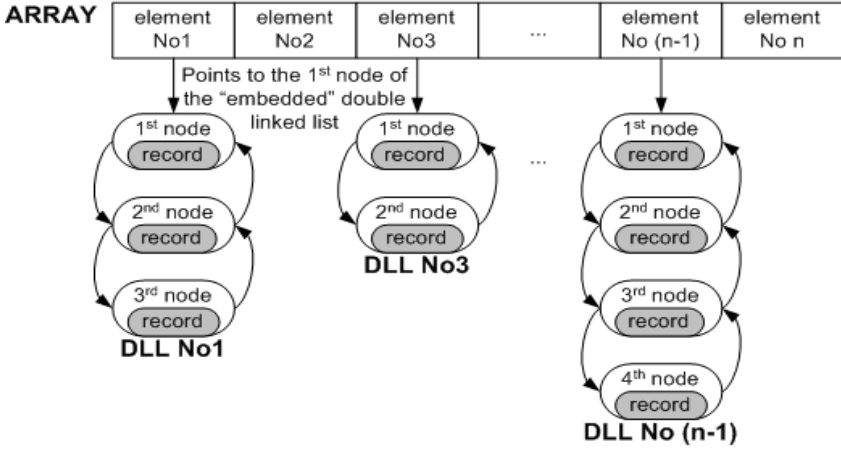 ARRAY
element No1
element No2
element No3
...
element No (n-1)
element No n
Points to the 1st node of
the “embedded” double
linked list
1st node
record
2nd node
record
3rd node
record
DLL No1
1st node
record
2nd node
record
DLL No3
...
1st node
record
2nd node
record
3rd node
record
4th node
record
DLL No (n-1)